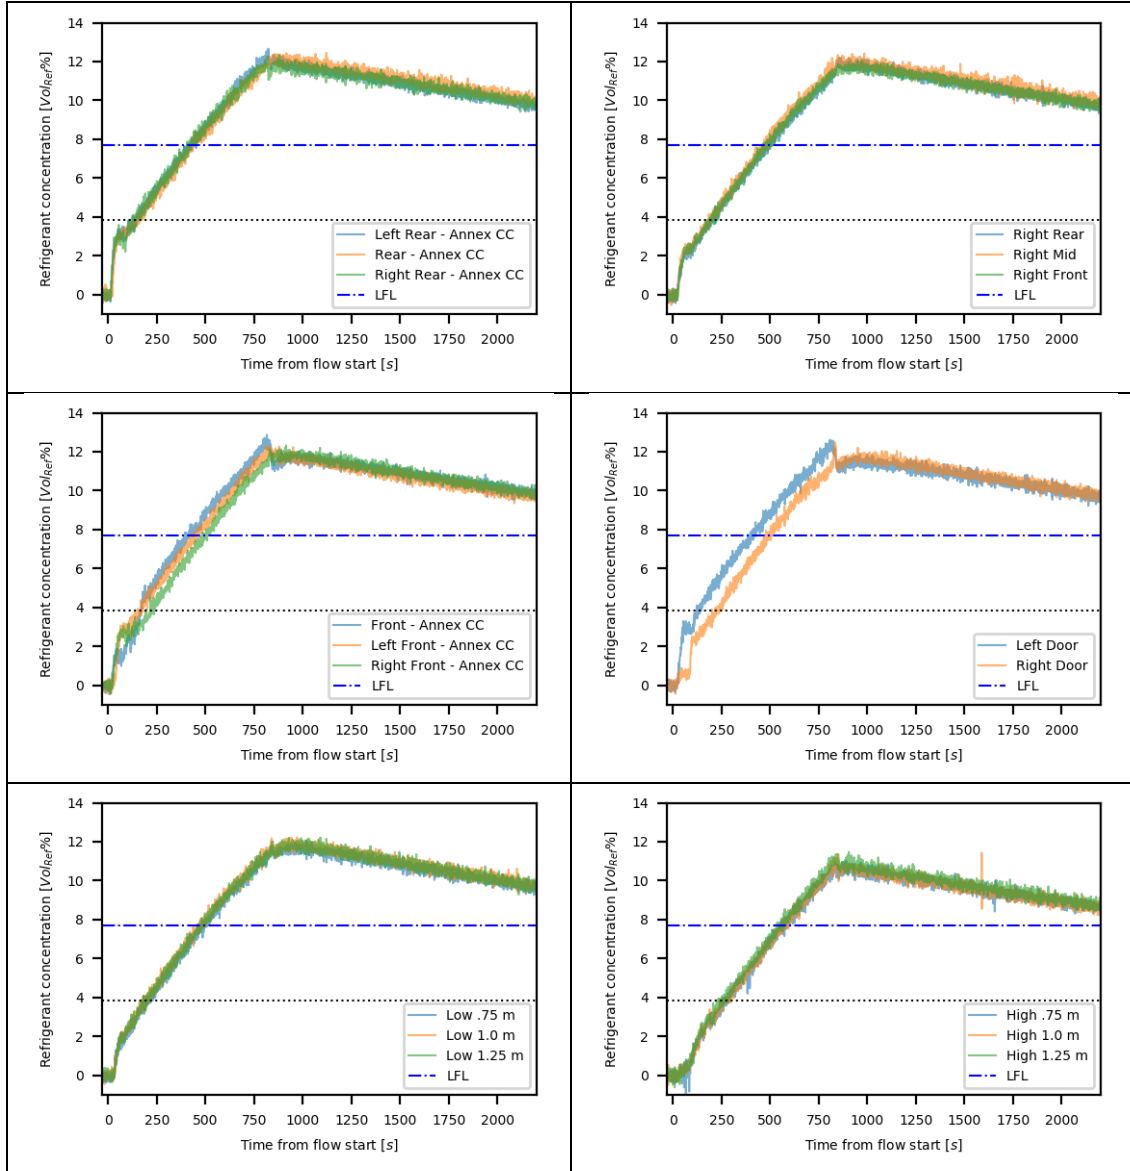 14
12
10
8
6
4
2
0
Refrigerant concentration [Vol_Ref%]
Left Rear - Annex CC
Rear - Annex CC
Right Rear - Annex CC
LFL
0 250 500 750 1000 1250 1500 1750 2000
Time from flow start [s]
14
12
10
8
6
4
2
0
Refrigerant concentration [Vol_Ref%]
Right Rear
Right Mid
Right Front
LFL
0 250 500 750 1000 1250 1500 1750 2000
Time from flow start [s]
14
12
10
8
6
4
2
0
Refrigerant concentration [Vol_Ref%]
Front - Annex CC
Left Front - Annex CC
Right Front - Annex CC
LFL
0 250 500 750 1000 1250 1500 1750 2000
Time from flow start [s]
14
12
10
8
6
4
2
0
Refrigerant concentration [Vol_Ref%]
Left Door
Right Door
LFL
0 250 500 750 1000 1250 1500 1750 2000
Time from flow start [s]
14
12
10
8
6
4
2
0
Refrigerant concentration [Vol_Ref%]
Low .75 m
Low 1.0 m
Low 1.25 m
LFL
0 250 500 750 1000 1250 1500 1750 2000
Time from flow start [s]
14
12
10
8
6
4
2
0
Refrigerant concentration [Vol_Ref%]
High .75 m
High 1.0 m
High 1.25 m
LFL
0 250 500 750 1000 1250 1500 1750 2000
Time from flow start [s]